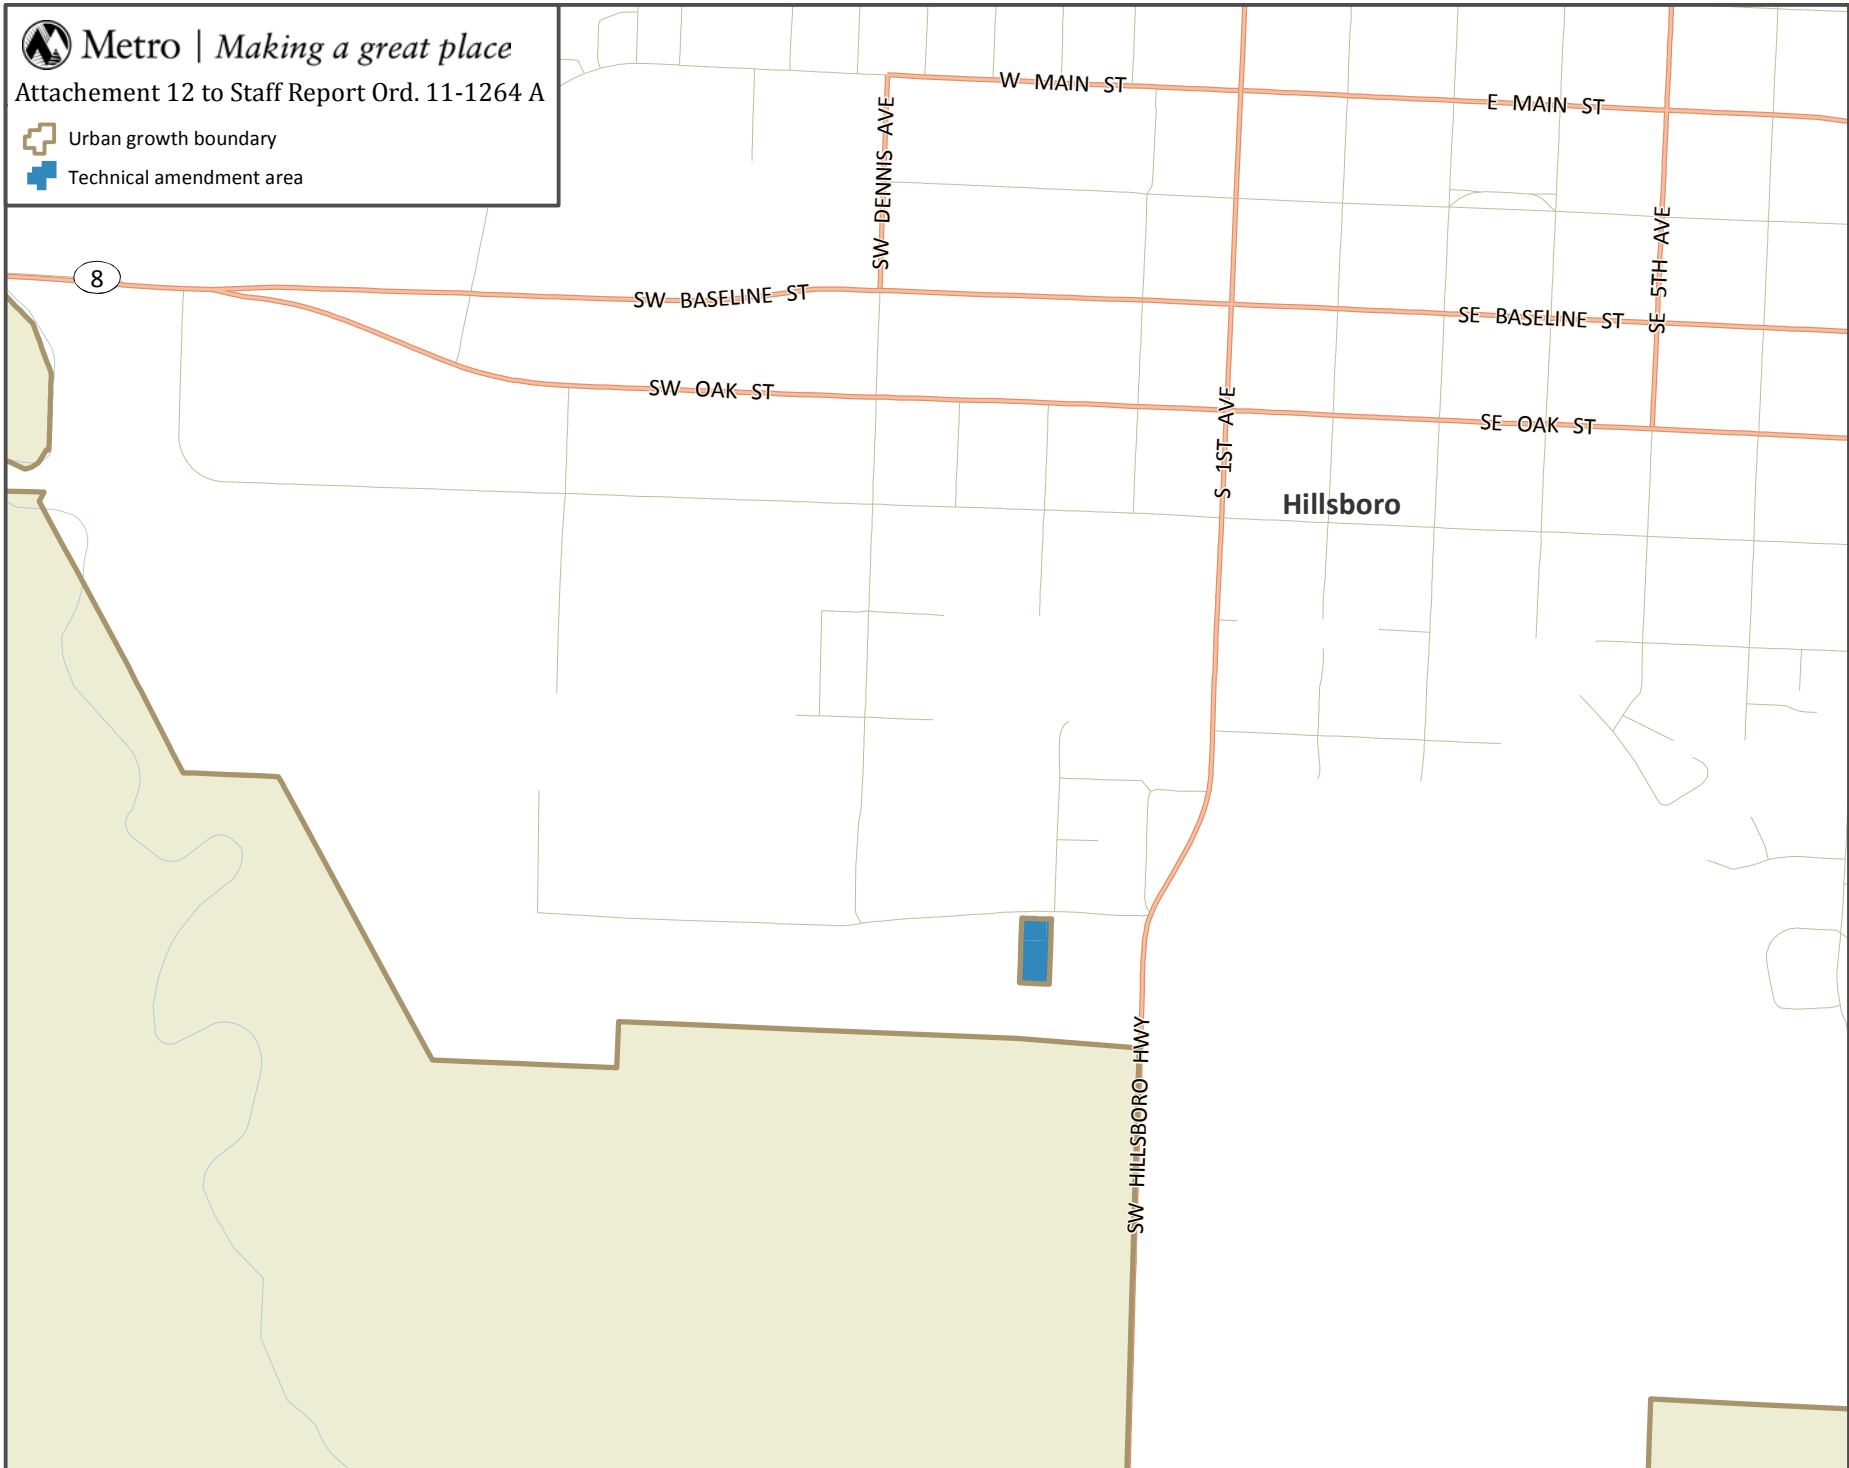 Metro | Making a great place
Attachement 12 to Staff Report Ord. 11-1264 A
Urban growth boundary
Technical amendment area
W MAIN ST
E MAIN ST
SW DENNIS AVE
SE 5TH AVE
8
SW BASELINE ST
SE BASELINE ST
SW OAK ST
S 1ST AVE
SE OAK ST
Hillsboro
SW HILLSBORO HWY